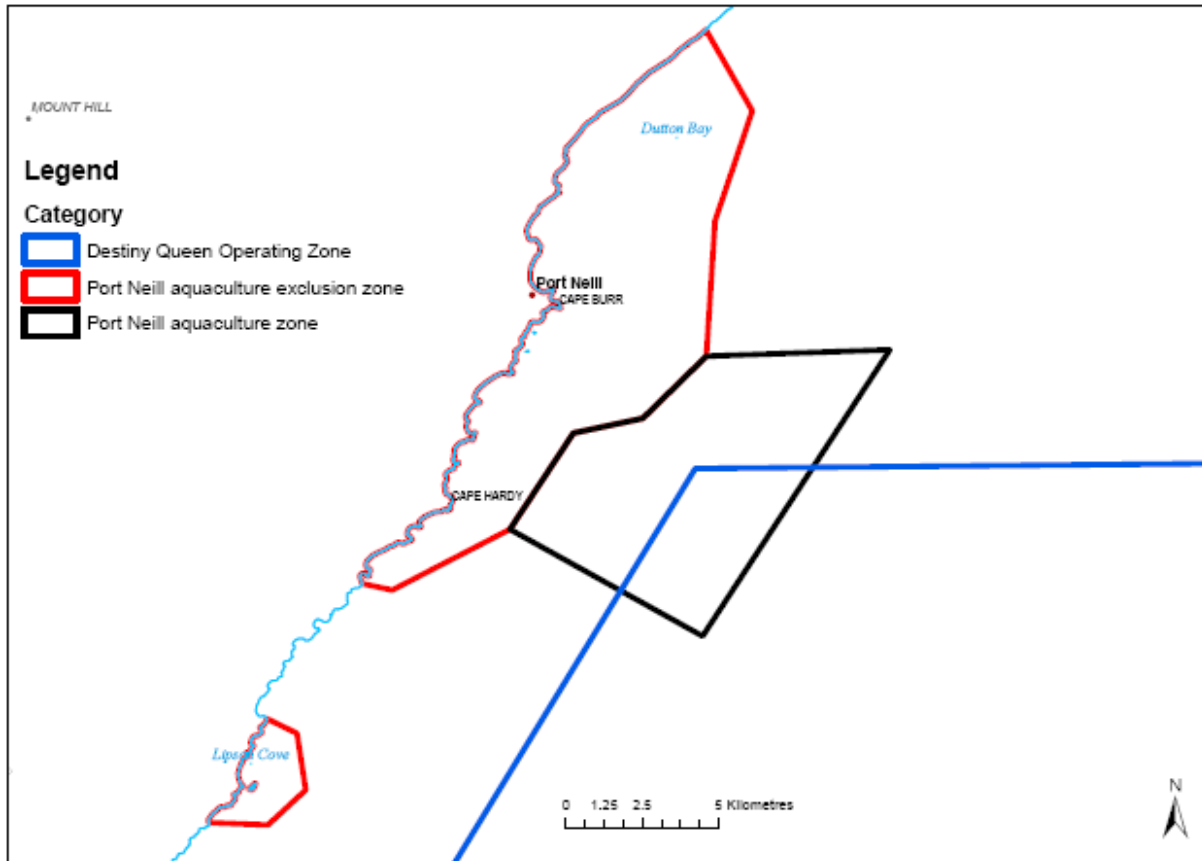 MOUNT HILL
Dutton Bay
Legend
Category
Destiny Queen Operating Zone
Port Neill aquaculture exclusion zone
Port Neill aquaculture zone
Port Neill
CAPE BURR
CAPE HARDY
Lipson Cove
0 1.25 2.5 5 Kilometres
N